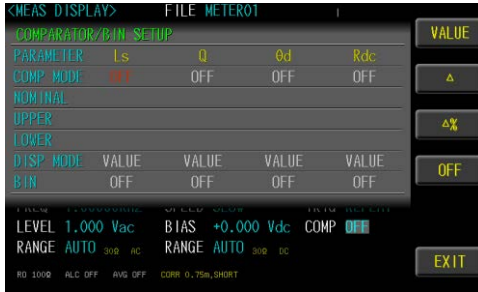 <MEAS DISPLAY> FILE METER01
COMPARATOR/BIN SETUP
PARAMETER Ls Q θd Rdc
COMP MODE OFF OFF OFF OFF
NOMINAL
UPPER
LOWER
DISP MODE VALUE VALUE VALUE VALUE
BIN OFF OFF OFF OFF
LEVEL 1.000 Vac BIAS +0.000 Vdc COMP OFF
RANGE AUTO 30Ω AC RANGE AUTO 30Ω DC
RO 100Ω ALC OFF AVG OFF CORR 0.75m,SHORT
VALUE
△
△%
OFF
EXIT